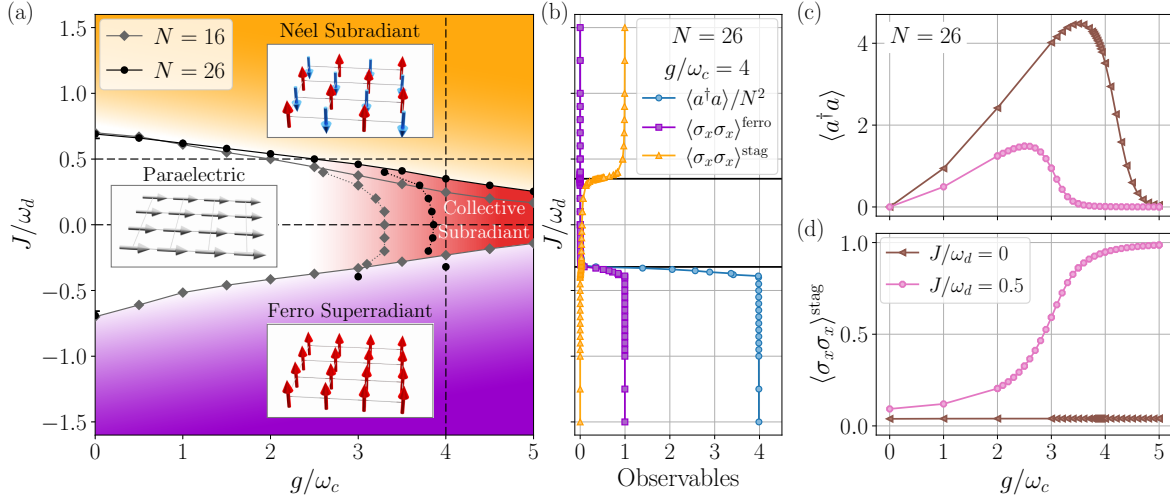 (a)
1.5
1.0
0.5
0.0
−0.5
−1.0
−1.5
J/ω_d
0
1
2
3
4
5
g/ω_c
N = 16
N = 26
Néel Subradiant
Paraelectric
Collective
Subradiant
Ferro Superradiant
(b)
N = 26
g/ω_c = 4
⟨a†a⟩/N²
⟨σ_xσ_x⟩^ferro
⟨σ_xσ_x⟩^stag
J/ω_d
0
1
2
3
4
Observables
(c)
N = 26
⟨a†a⟩
4
2
0
(d)
J/ω_d = 0
J/ω_d = 0.5
⟨σ_xσ_x⟩^stag
1.0
0.5
0.0
0
1
2
3
4
5
g/ω_c